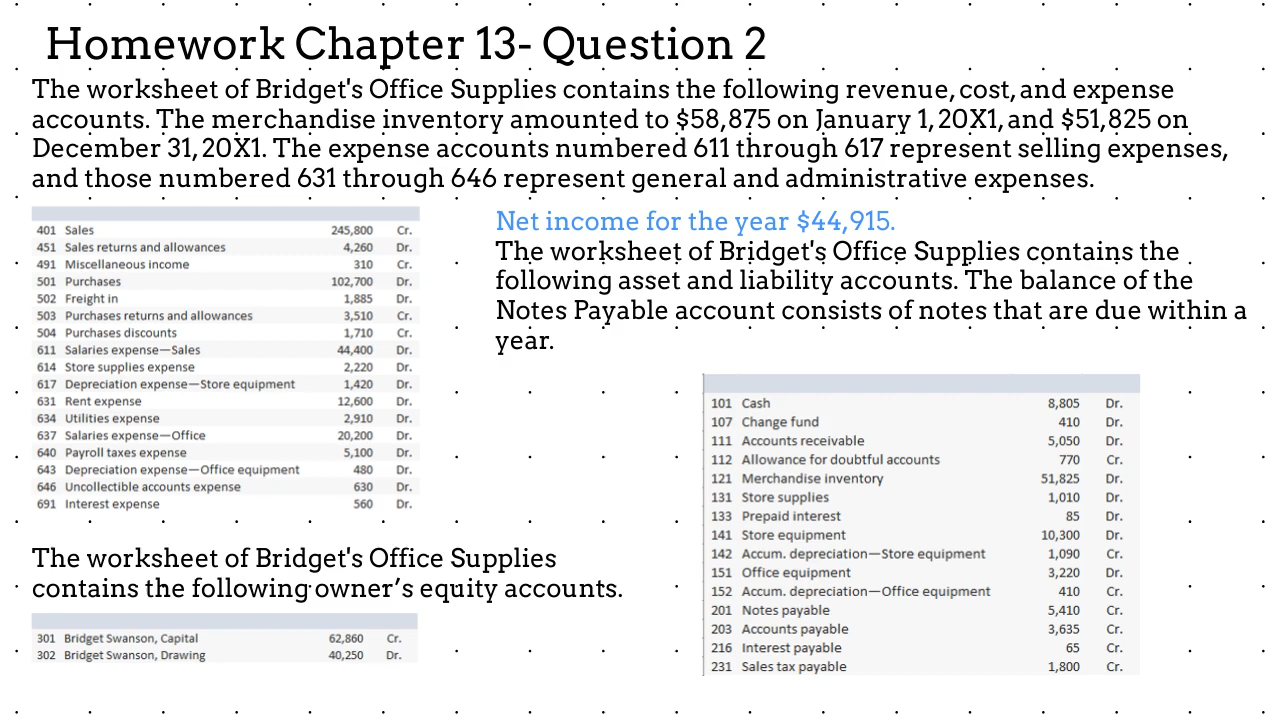 Homework Chapter 13- Question 2
The worksheet of Bridget's Office Supplies contains the following revenue, cost, and expense
accounts. The merchandise inventory amounted to $58,875 on January 1, 20X1, and $51,825 on
December 31, 20X1. The expense accounts numbered 611 through 617 represent selling expenses,
and those numbered 631 through 646 represent general and administrative expenses.
401 Sales 245,800 Cr.
451 Sales returns and allowances 4,260 Dr.
491 Miscellaneous income 310 Cr.
501 Purchases 102,700 Dr.
502 Freight in 1,885 Dr.
503 Purchases returns and allowances 3,510 Cr.
504 Purchases discounts 1,710 Cr.
611 Salaries expense—Sales 44,400 Dr.
614 Store supplies expense 2,220 Dr.
617 Depreciation expense—Store equipment 1,420 Dr.
631 Rent expense 12,600 Dr.
634 Utilities expense 2,910 Dr.
637 Salaries expense—Office 20,200 Dr.
640 Payroll taxes expense 5,100 Dr.
643 Depreciation expense—Office equipment 480 Dr.
646 Uncollectible accounts expense 630 Dr.
691 Interest expense 560 Dr.
Net income for the year $44,915.
The worksheet of Bridget's Office Supplies contains the
following asset and liability accounts. The balance of the
Notes Payable account consists of notes that are due within a
year.
101 Cash 8,805 Dr.
107 Change fund 410 Dr.
111 Accounts receivable 5,050 Dr.
112 Allowance for doubtful accounts 770 Cr.
121 Merchandise inventory 51,825 Dr.
131 Store supplies 1,010 Dr.
133 Prepaid interest 85 Dr.
141 Store equipment 10,300 Dr.
142 Accum. depreciation—Store equipment 1,090 Cr.
151 Office equipment 3,220 Dr.
152 Accum. depreciation—Office equipment 410 Cr.
201 Notes payable 5,410 Cr.
203 Accounts payable 3,635 Cr.
216 Interest payable 65 Cr.
231 Sales tax payable 1,800 Cr.
The worksheet of Bridget's Office Supplies
contains the following owner’s equity accounts.
301 Bridget Swanson, Capital 62,860 Cr.
302 Bridget Swanson, Drawing 40,250 Dr.